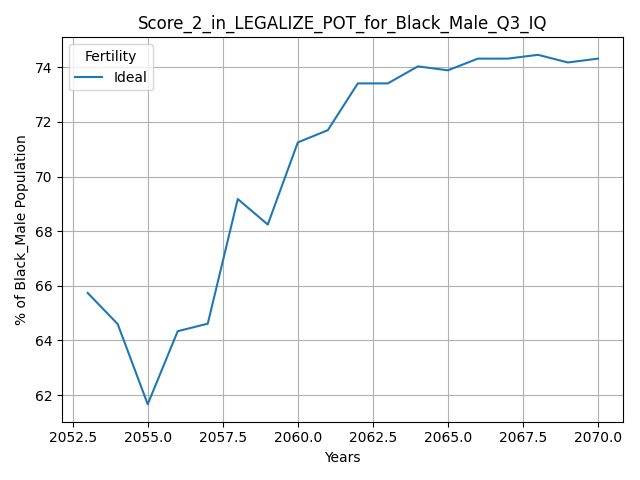 Score_2_in_LEGALIZE_POT_for_Black_Male_Q3_IQ
Fertility
Ideal
% of Black_Male Population
74
72
70
68
66
64
62
2052.5 2055.0 2057.5 2060.0 2062.5 2065.0 2067.5 2070.0
Years